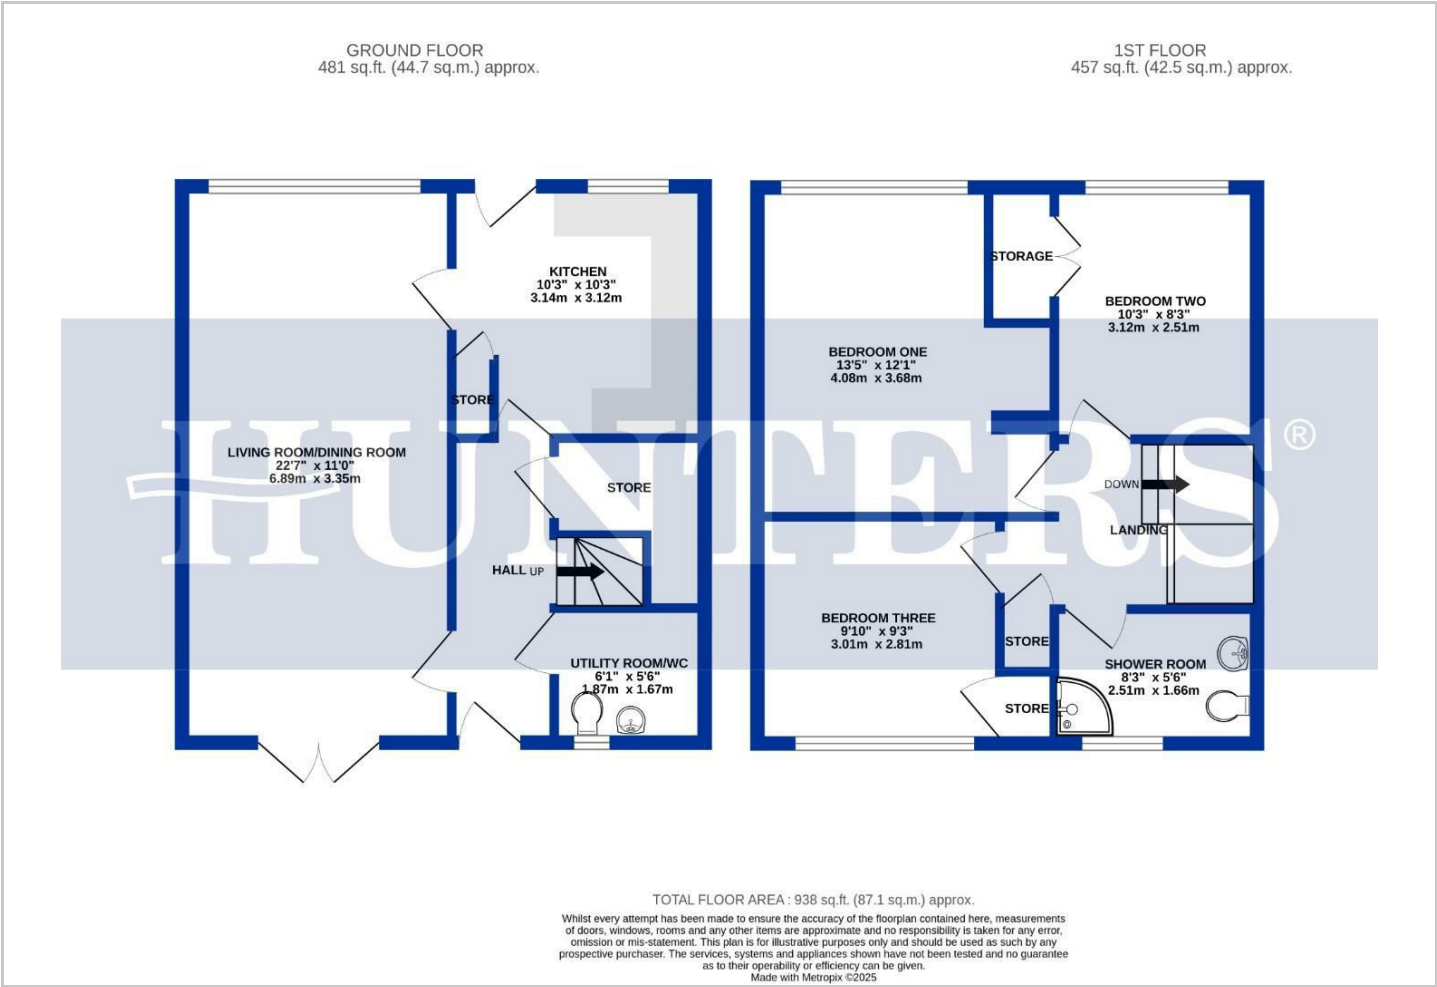 GROUND FLOOR
481 sq.ft. (44.7 sq.m.) approx.
1ST FLOOR
457 sq.ft. (42.5 sq.m.) approx.
KITCHEN
10'3" x 10'3"
3.14m x 3.12m
STORE
LIVING ROOM/DINING ROOM
22'7" x 11'0"
6.89m x 3.35m
STORE
HALL UP
UTILITY ROOM/WC
6'1" x 5'6"
1.87m x 1.67m
STORAGE
BEDROOM TWO
10'3" x 8'3"
3.12m x 2.51m
BEDROOM ONE
13'5" x 12'1"
4.08m x 3.68m
DOWN
LANDING
BEDROOM THREE
9'10" x 9'3"
3.01m x 2.81m
STORE
STORE
SHOWER ROOM
8'3" x 5'6"
2.51m x 1.66m
HUNTERS®
TOTAL FLOOR AREA : 938 sq.ft. (87.1 sq.m.) approx.
Whilst every attempt has been made to ensure the accuracy of the floorplan contained here, measurements
of doors, windows, rooms and any other items are approximate and no responsibility is taken for any error,
omission or mis-statement. This plan is for illustrative purposes only and should be used as such by any
prospective purchaser. The services, systems and appliances shown have not been tested and no guarantee
as to their operability or efficiency can be given.
Made with Metropix ©2025